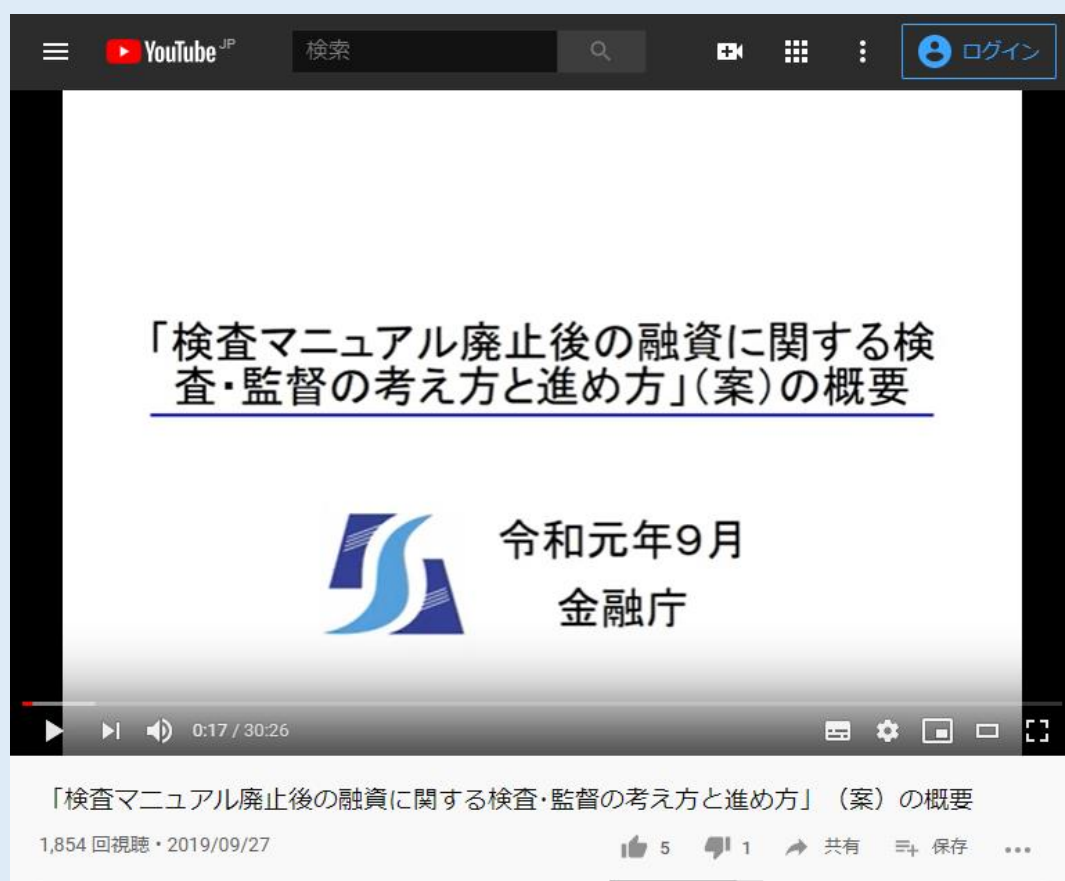 YouTube JP
検索
ログイン
「検査マニュアル廃止後の融資に関する検
査・監督の考え方と進め方」(案)の概要
令和元年９月
金融庁
0:17 / 30:26
「検査マニュアル廃止後の融資に関する検査・監督の考え方と進め方」（案）の概要
1,854 回視聴・2019/09/27
5
1
共有
保存